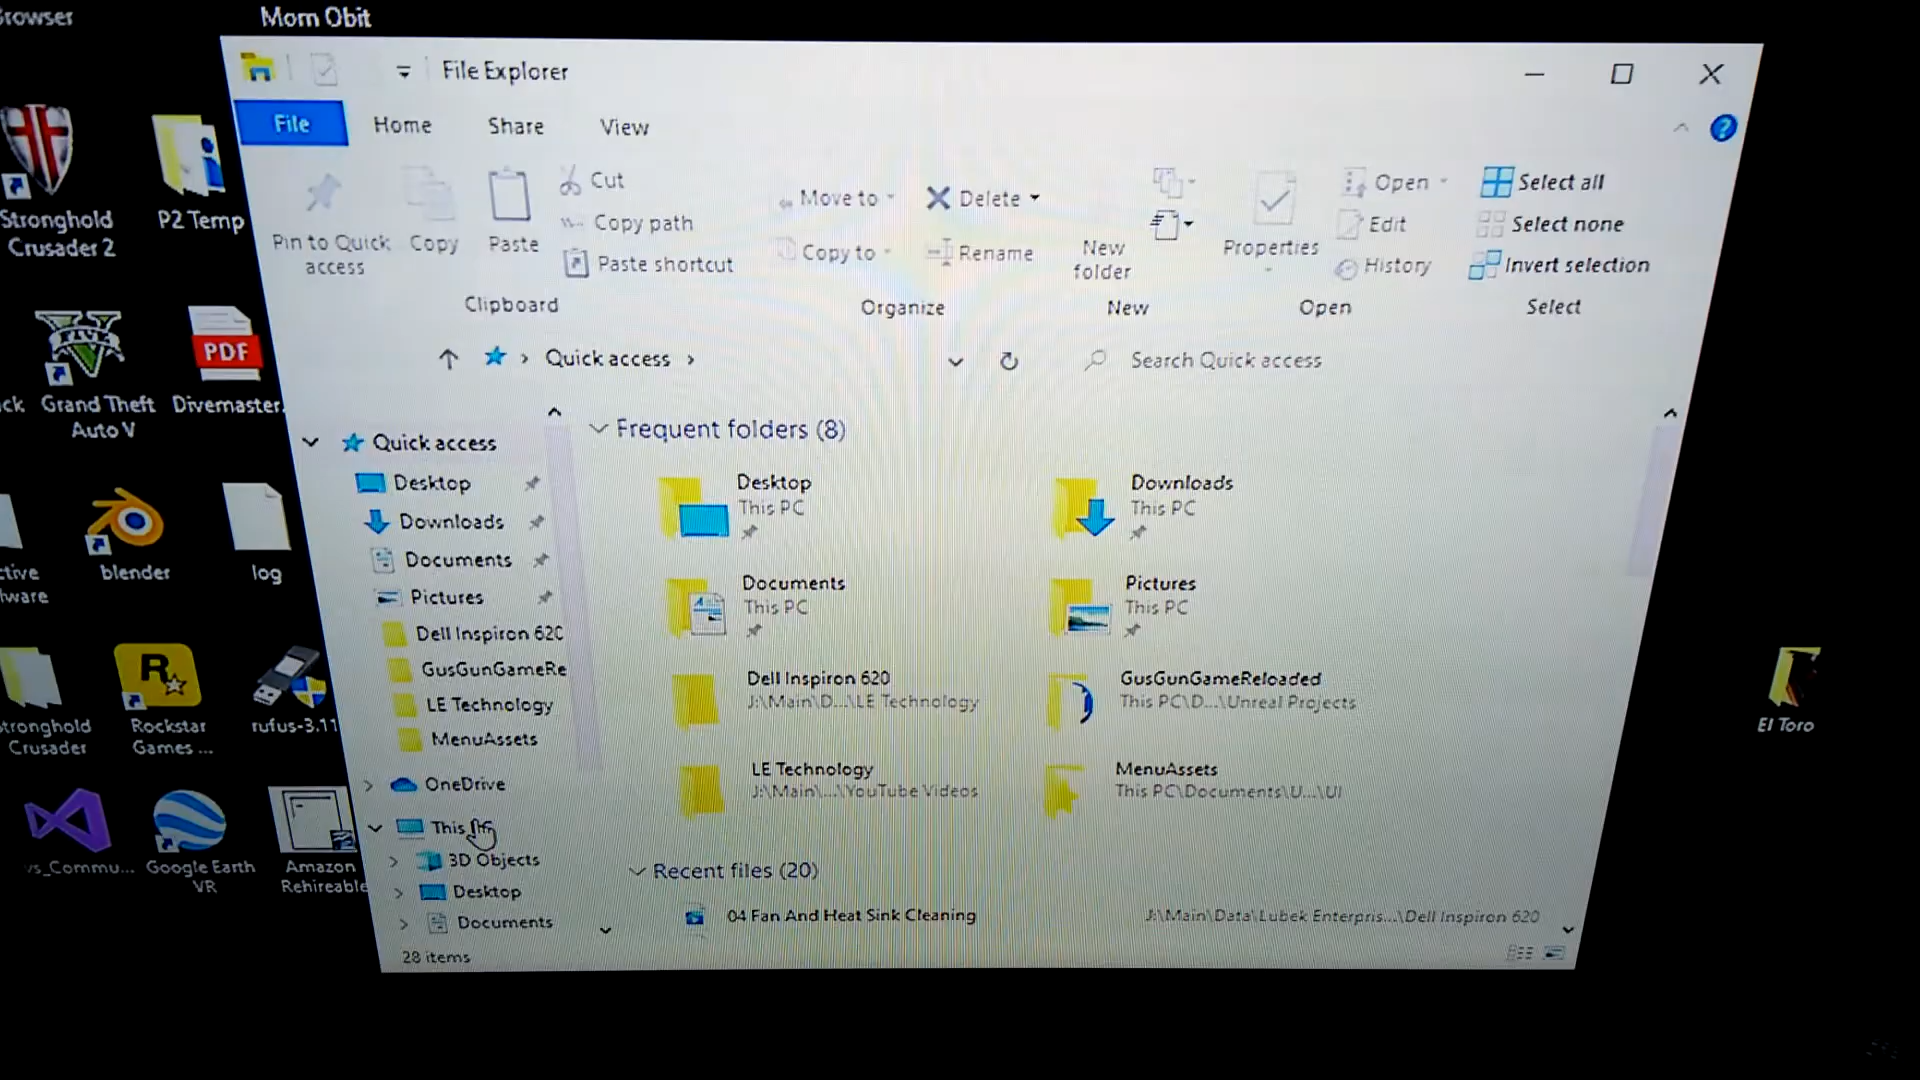 Browser
Mom Obit
File Explorer
File
Home
Share
View
Stronghold
Crusader 2
P2 Temp
Pin to Quick
access
Copy
Paste
Cut
Copy path
Paste shortcut
Clipboard
Move to
Copy to
Delete
Rename
Organize
New
folder
New
Properties
Open
Edit
History
Open
Select all
Select none
Invert selection
Select
Quick access
Search Quick access
ck
Grand Theft
Auto V
PDF
Divemaster.
Quick access
Desktop
Downloads
Documents
Pictures
Dell Inspiron 620
GusGunGameRe
LE Technology
MenuAssets
OneDrive
This
3D Objects
Desktop
Documents
28 items
Frequent folders (8)
Desktop
This PC
Downloads
This PC
Documents
This PC
Pictures
This PC
Dell Inspiron 620
J:\Main\D...\LE Technology
GusGunGameReloaded
This PC\D...\Unreal Projects
LE Technology
J:\Main\...\YouTube Videos
MenuAssets
This PC\Documents\U...\UI
Recent files (20)
04 Fan And Heat Sink Cleaning
J:\Main\Data\Lubek Enterpris...\Dell Inspiron 620
ctive
ware
blender
log
tronghold
Crusader
Rockstar
Games ...
rufus-3.11
vs_Commu...
Google Earth
VR
Amazon
Rehireable
El Toro